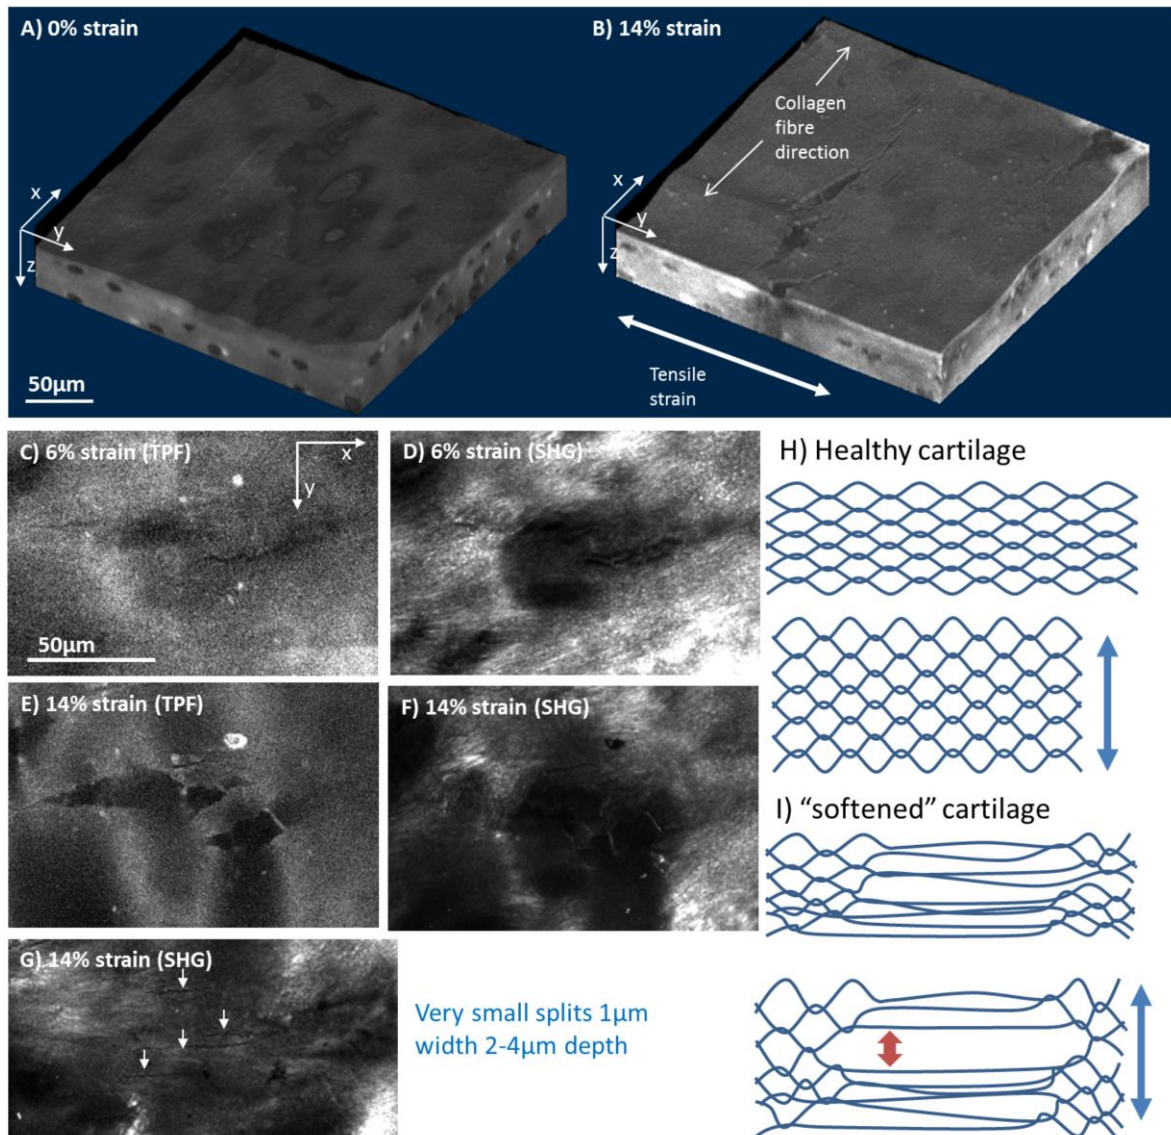 A) 0% strain
B) 14% strain
Collagen
fibre
direction
x
y
z
x
y
z
50µm
Tensile
strain
C) 6% strain (TPF)
x
y
50µm
D) 6% strain (SHG)
H) Healthy cartilage
E) 14% strain (TPF)
F) 14% strain (SHG)
I) “softened” cartilage
G) 14% strain (SHG)
Very small splits 1µm
width 2-4µm depth